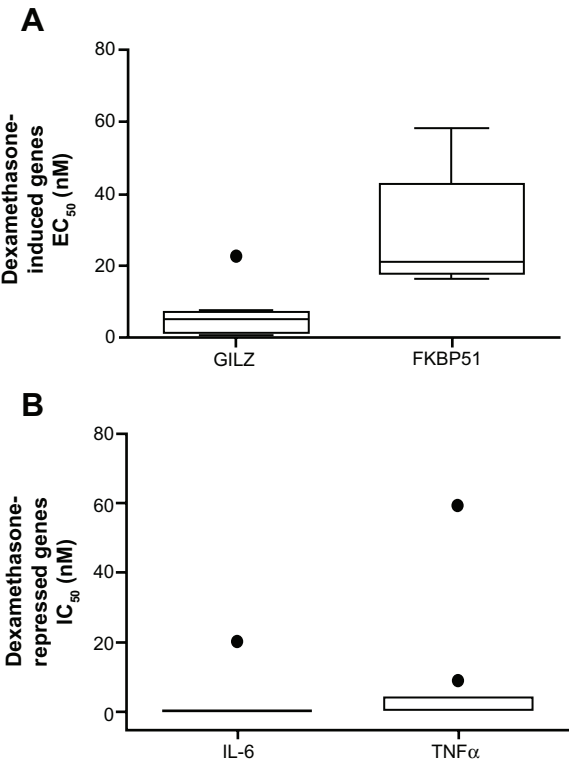 A
Dexamethasone-
induced genes
EC50 (nM)
80
60
40
20
0
GILZ
FKBP51
B
Dexamethasone-
repressed genes
IC50 (nM)
80
60
40
20
0
IL-6
TNFα